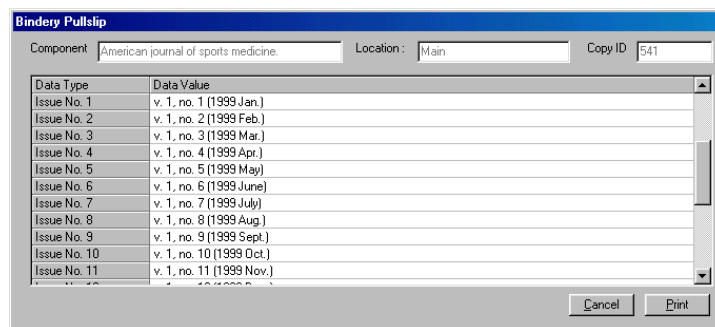 Bindery Pullslip
Component American journal of sports medicine. Location : Main Copy ID 541
Data Type Data Value
Issue No. 1 v. 1, no. 1 (1999 Jan.)
Issue No. 2 v. 1, no. 2 (1999 Feb.)
Issue No. 3 v. 1, no. 3 (1999 Mar.)
Issue No. 4 v. 1, no. 4 (1999 Apr.)
Issue No. 5 v. 1, no. 5 (1999 May)
Issue No. 6 v. 1, no. 6 (1999 June)
Issue No. 7 v. 1, no. 7 (1999 July)
Issue No. 8 v. 1, no. 8 (1999 Aug.)
Issue No. 9 v. 1, no. 9 (1999 Sept.)
Issue No. 10 v. 1, no. 10 (1999 Oct.)
Issue No. 11 v. 1, no. 11 (1999 Nov.)
Cancel Print